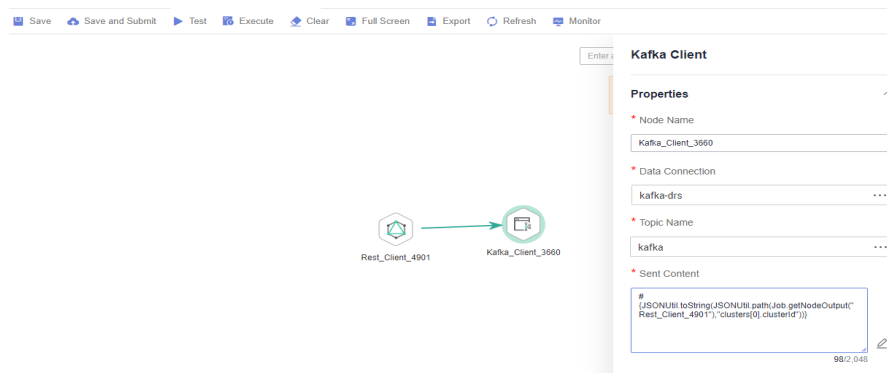 Save Save and Submit Test Execute Clear Full Screen Export Refresh Monitor
Enter
Kafka Client
Properties
* Node Name
Kafka_Client_3660
* Data Connection
kafka-drs
* Topic Name
kafka
* Sent Content
#
{JSONUtil.toString(JSONUtil.path(Job.getNodeOutput("
Rest_Client_4901"),"clusters[0].clusterId"))}
98/2,048
Rest_Client_4901
Kafka_Client_3660